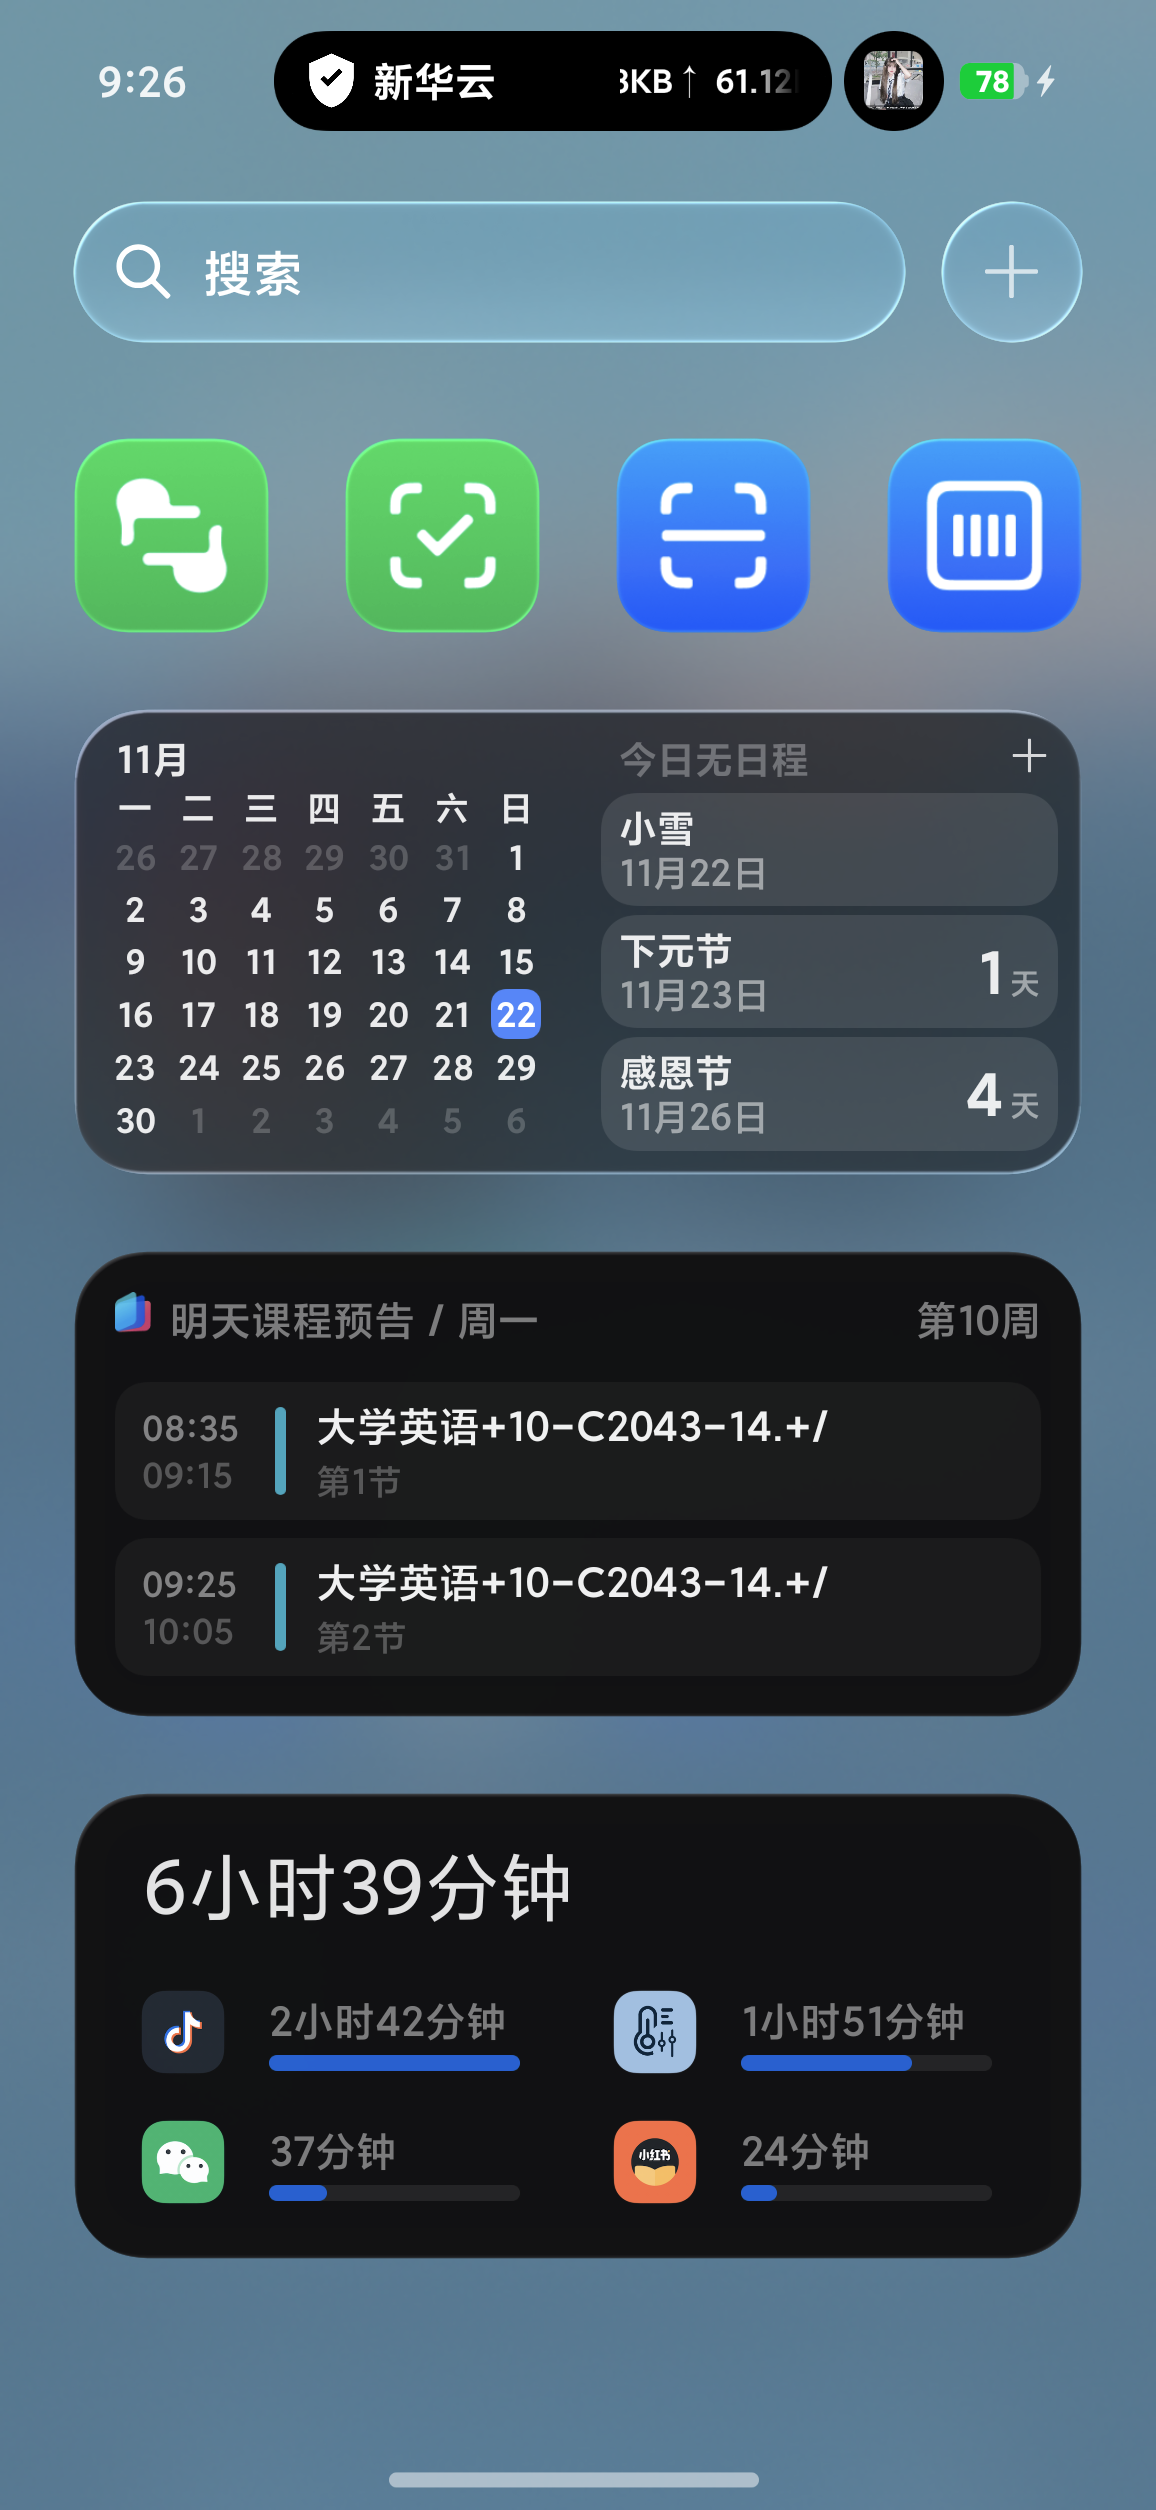 9:26
新华云
3KB↑ 61.12
78
搜索
11月
一 二 三 四 五 六 日
26 27 28 29 30 31 1
2 3 4 5 6 7 8
9 10 11 12 13 14 15
16 17 18 19 20 21 22
23 24 25 26 27 28 29
30 1 2 3 4 5 6
今日无日程
小雪
11月22日
下元节
11月23日
1天
感恩节
11月26日
4天
明天课程预告 / 周一
第10周
08:35
09:15
大学英语+10-C2043-14.+/
第1节
09:25
10:05
大学英语+10-C2043-14.+/
第2节
6小时39分钟
2小时42分钟
1小时51分钟
37分钟
小红书
24分钟